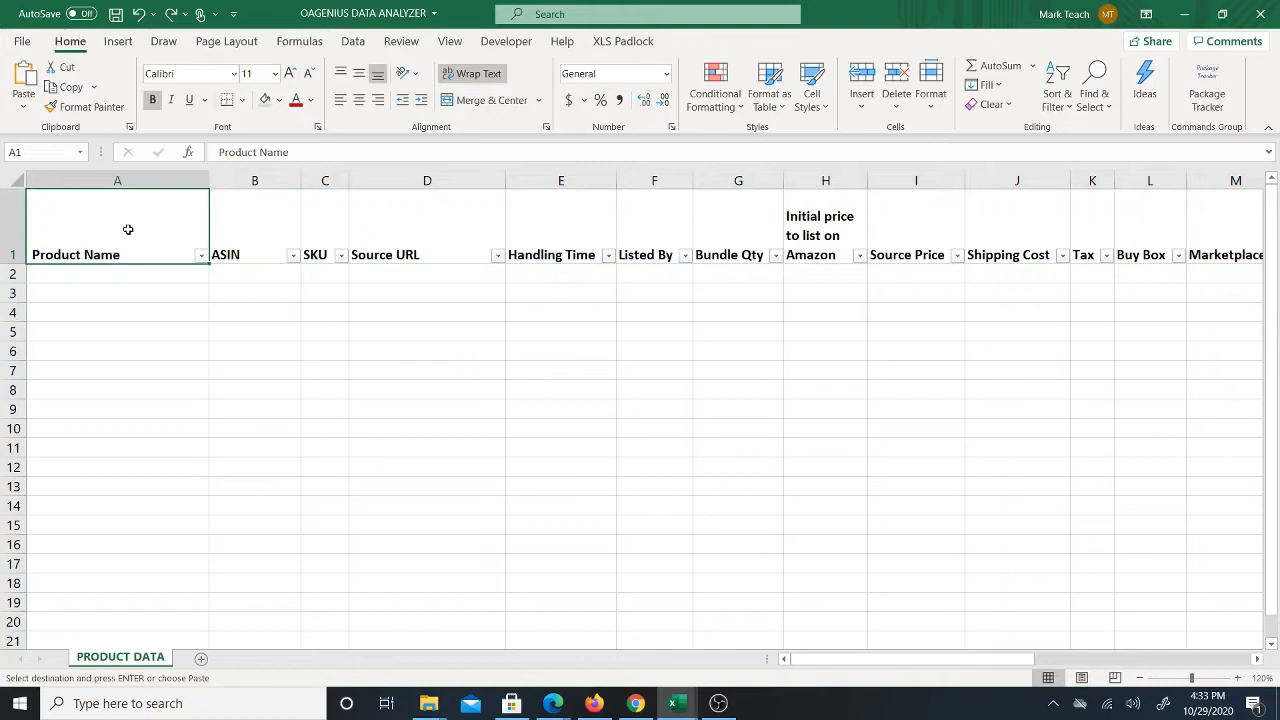 AutoSave Off OAGENIUS DATA ANALYZER Search Mark Teach MT
File Home Insert Draw Page Layout Formulas Data Review View Developer Help XLS Padlock Share Comments
Paste Cut Copy Format Painter
Clipboard
Calibri 11
B I U A
Font
Wrap Text
Merge & Center
Alignment
General
$ % ,
Number
Conditional Formatting Format as Table Cell Styles
Styles
Insert Delete Format
Cells
AutoSum Fill Clear
Sort & Filter Find & Select
Editing
Ideas
Ideas
Package Tracker
Package Tracker
Commands Group
A1 fx Product Name
A B C D E F G H I J K L M
1 Product Name ASIN SKU Source URL Handling Time Listed By Bundle Qty Initial price to list on Amazon Source Price Shipping Cost Tax Buy Box Marketplace
2
3
4
5
6
7
8
9
10
11
12
13
14
15
16
17
18
19
20
21
PRODUCT DATA
Select destination and press ENTER or choose Paste 120%
Type here to search 4:33 PM
10/29/2020